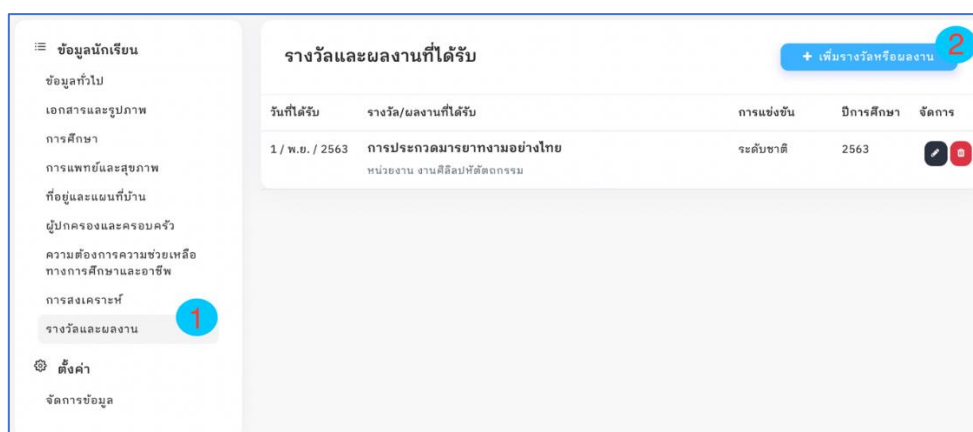 ข้อมูลนักเรียน
ข้อมูลทั่วไป
เอกสารและรูปภาพ
การศึกษา
การแพทย์และสุขภาพ
ที่อยู่และแผนที่บ้าน
ผู้ปกครองและครอบครัว
ความต้องการความช่วยเหลือ
ทางการศึกษาและอาชีพ
การสงเคราะห์
รางวัลและผลงาน
1
ตั้งค่า
จัดการข้อมูล
รางวัลและผลงานที่ได้รับ
+ เพิ่มรางวัลหรือผลงาน
2
วันที่ได้รับ รางวัล/ผลงานที่ได้รับ การแข่งขัน ปีการศึกษา จัดการ
1 / พ.ย. / 2563 การประกวดมารยาทงามอย่างไทย ระดับชาติ 2563
หน่วยงาน งานศิลปหัตถกรรม